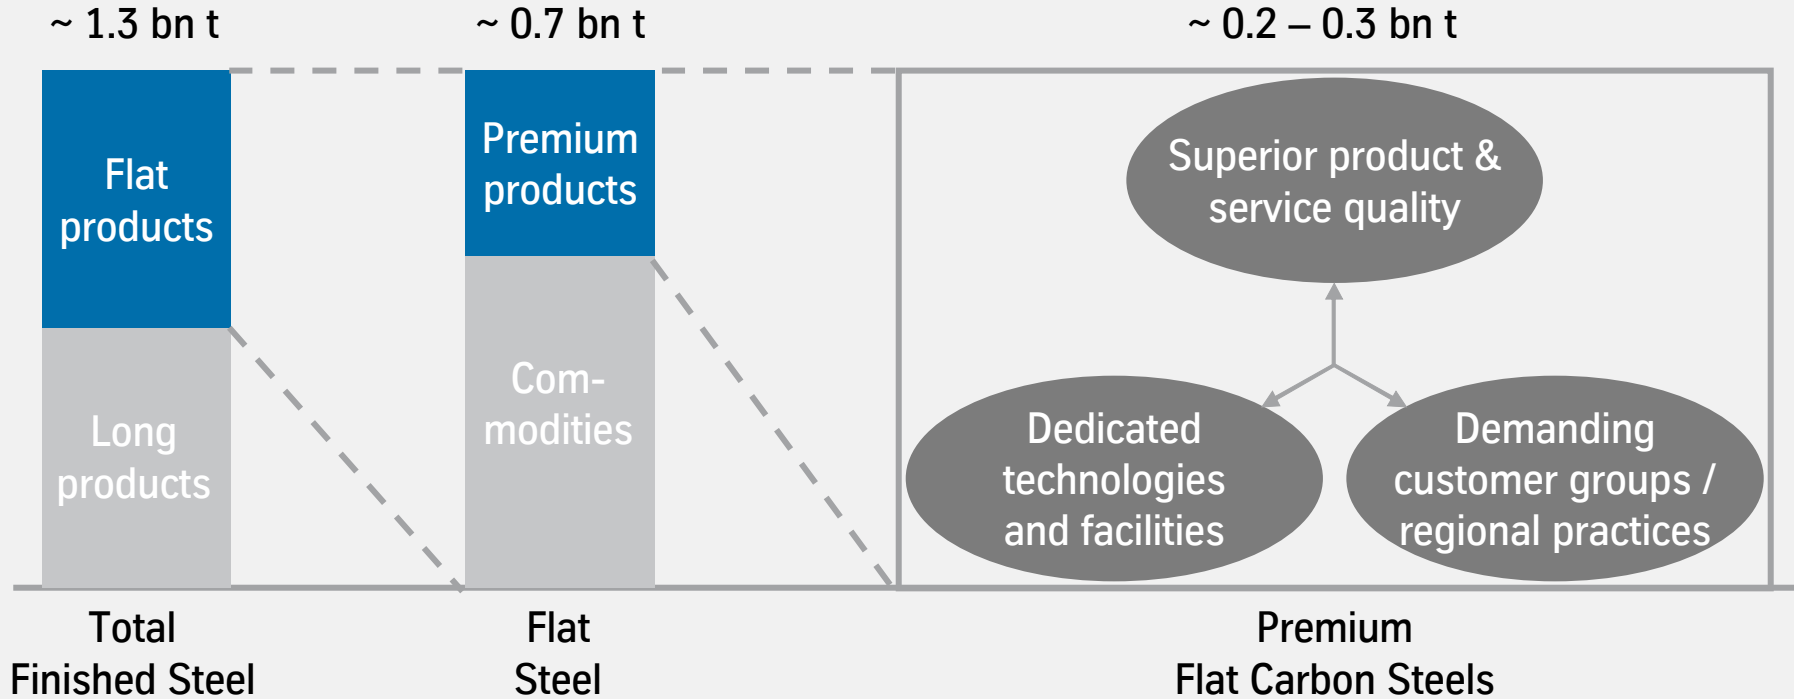 ~ 1.3 bn t
~ 0.7 bn t
~ 0.2 – 0.3 bn t
Flat
products
Long
products
Premium
products
Com-
modities
Superior product &
service quality
Dedicated
technologies
and facilities
Demanding
customer groups /
regional practices
Total
Finished Steel
Flat
Steel
Premium
Flat Carbon Steels